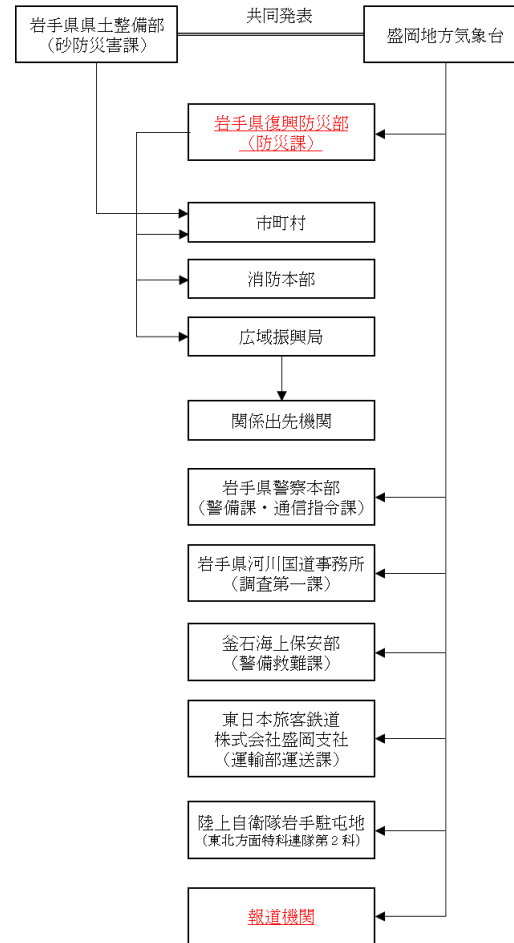 共同発表
岩手県県土整備部
（砂防災害課）
盛岡地方気象台
岩手県復興防災部
（防災課）
市町村
消防本部
広域振興局
関係出先機関
岩手県警察本部
（警備課・通信指令課）
岩手県河川国道事務所
（調査第一課）
釜石海上保安部
（警備救難課）
東日本旅客鉄道
株式会社盛岡支社
（運輸部運送課）
陸上自衛隊岩手駐屯地
（東北方面特科連隊第２科）
報道機関